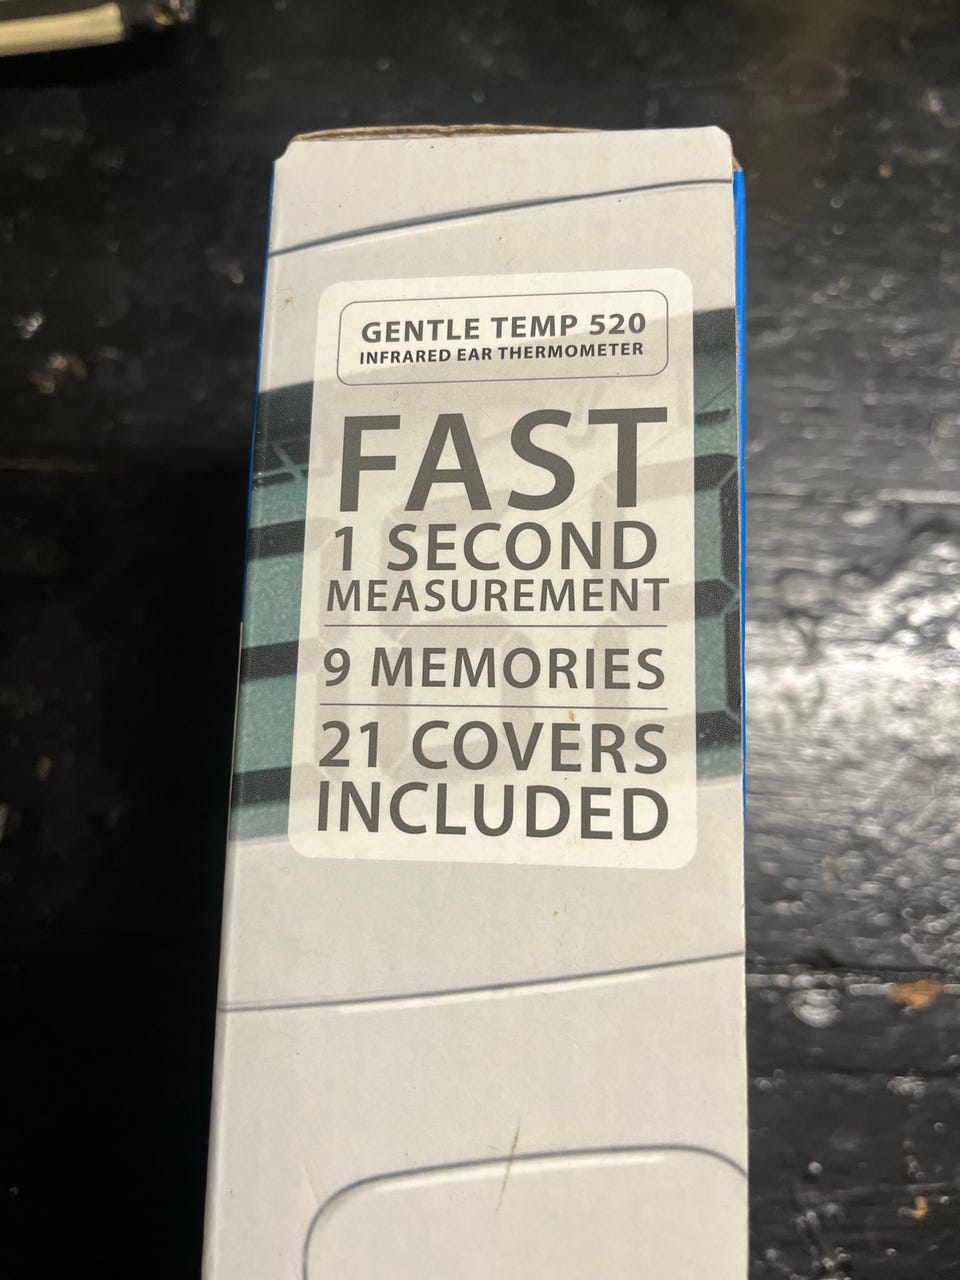 GENTLE TEMP 520
INFRARED EAR THERMOMETER
FAST
1 SECOND
MEASUREMENT
9 MEMORIES
21 COVERS
INCLUDED